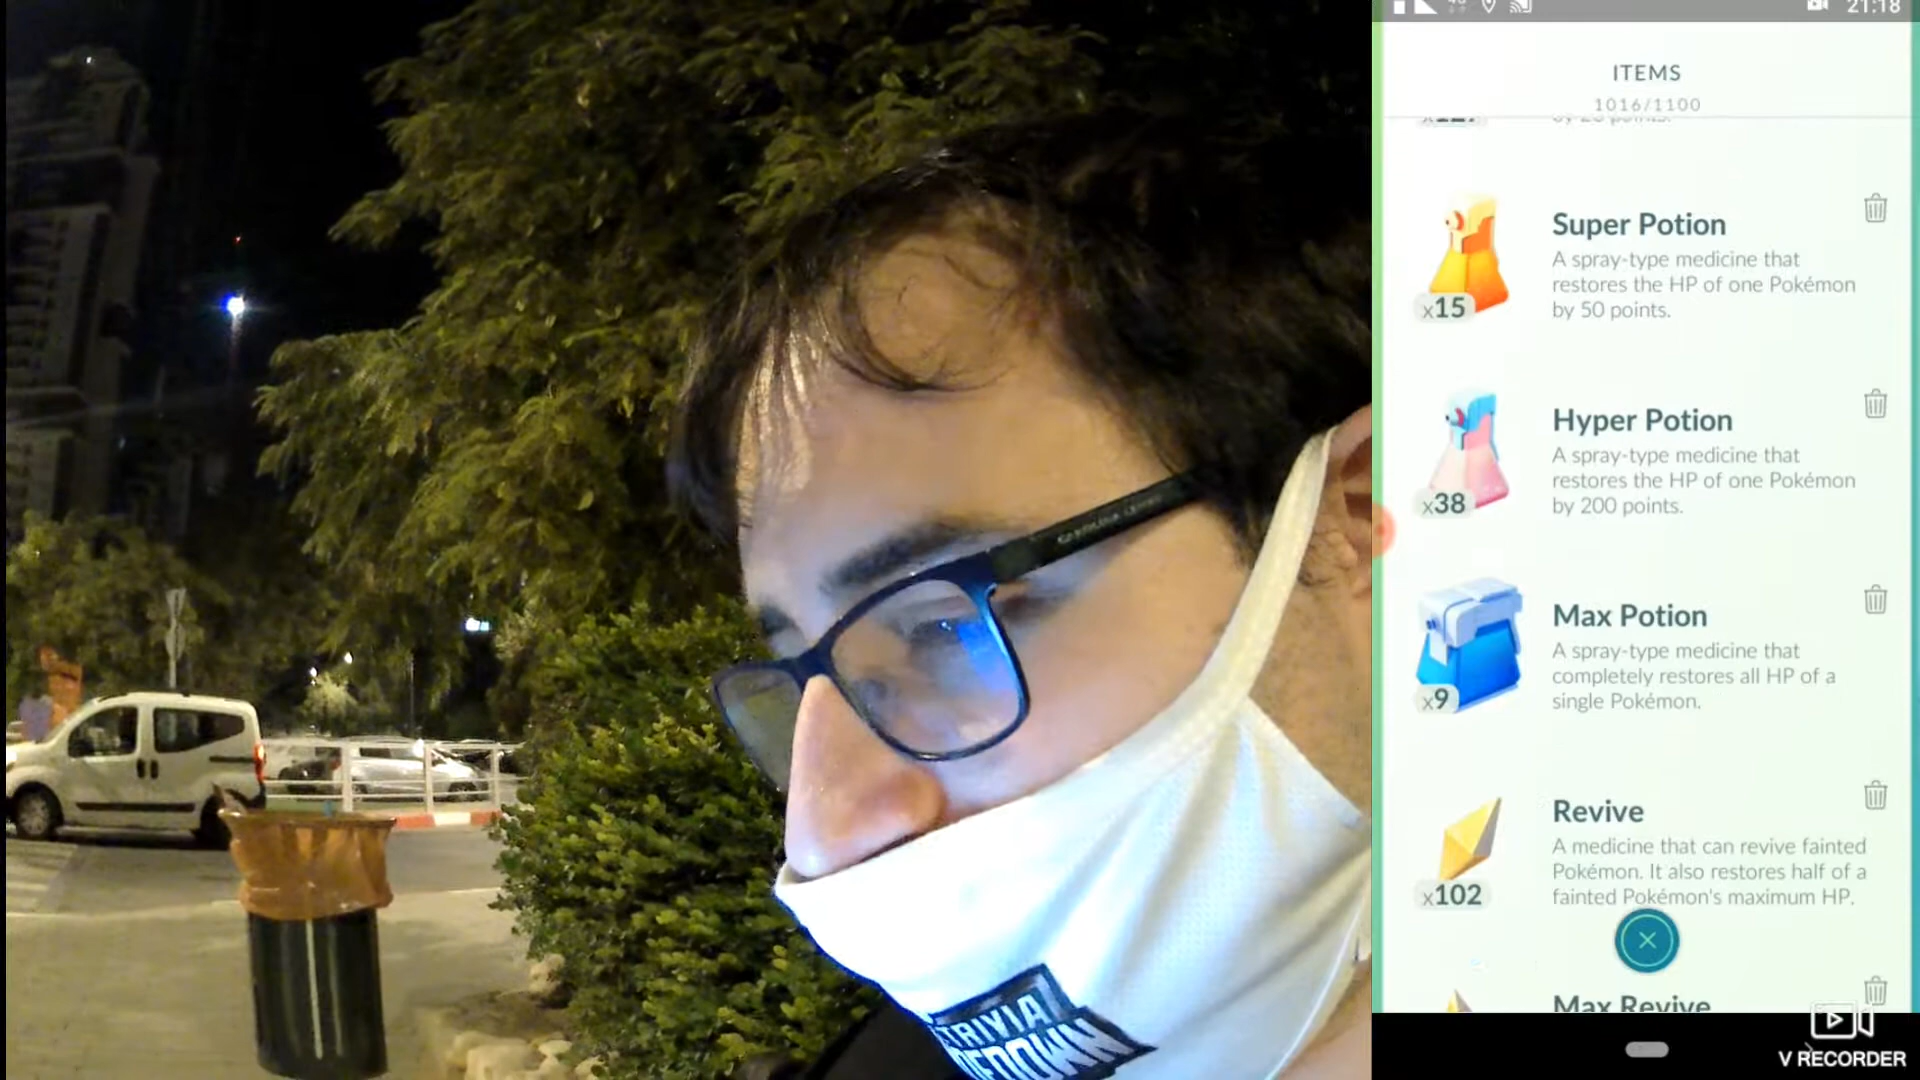 21:18
ITEMS
1016/1100
Super Potion
A spray-type medicine that
restores the HP of one Pokémon
by 50 points.
x15
Hyper Potion
A spray-type medicine that
restores the HP of one Pokémon
by 200 points.
x38
Max Potion
A spray-type medicine that
completely restores all HP of a
single Pokémon.
x9
Revive
A medicine that can revive fainted
Pokémon. It also restores half of a
fainted Pokémon's maximum HP.
x102
Max Revive
V RECORDER
TRIVIA